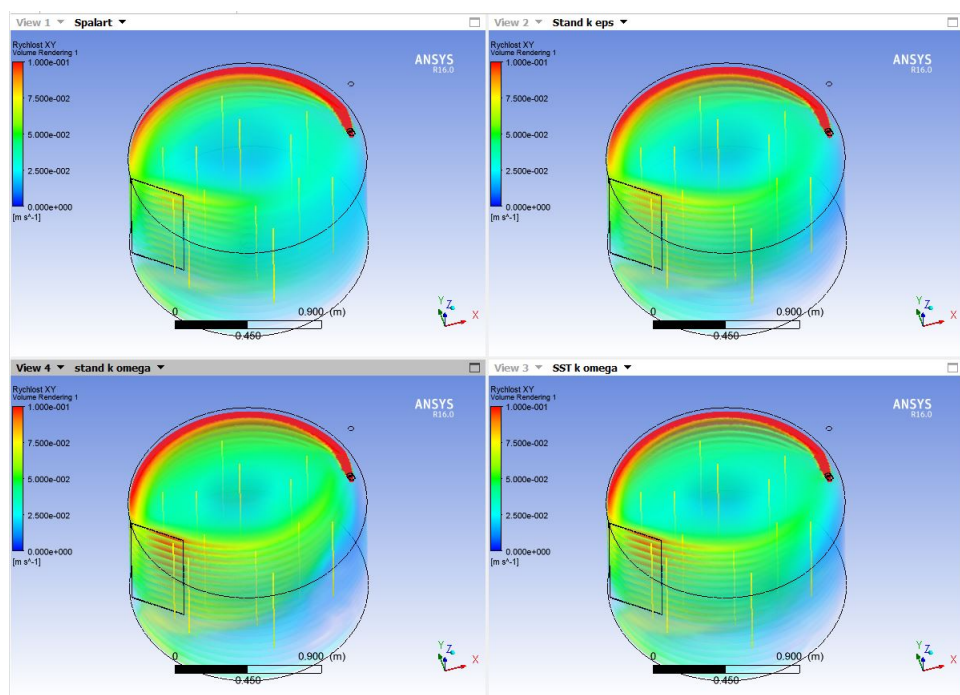 View 1 Spalart
Rychlost XY
Volume Rendering 1
1.000e-001
7.500e-002
5.000e-002
2.500e-002
0.000e+000
[m s^-1]
ANSYS
R16.0
0 0.900 (m)
0.450
Y Z X
View 2 Stand k eps
Rychlost XY
Volume Rendering 1
1.000e-001
7.500e-002
5.000e-002
2.500e-002
0.000e+000
[m s^-1]
ANSYS
R16.0
0 0.900 (m)
0.450
Y Z X
View 4 stand k omega
Rychlost XY
Volume Rendering 1
1.000e-001
7.500e-002
5.000e-002
2.500e-002
0.000e+000
[m s^-1]
ANSYS
R16.0
0 0.900 (m)
0.450
Y Z X
View 3 SST k omega
Rychlost XY
Volume Rendering 1
1.000e-001
7.500e-002
5.000e-002
2.500e-002
0.000e+000
[m s^-1]
ANSYS
R16.0
0 0.900 (m)
0.450
Y Z X